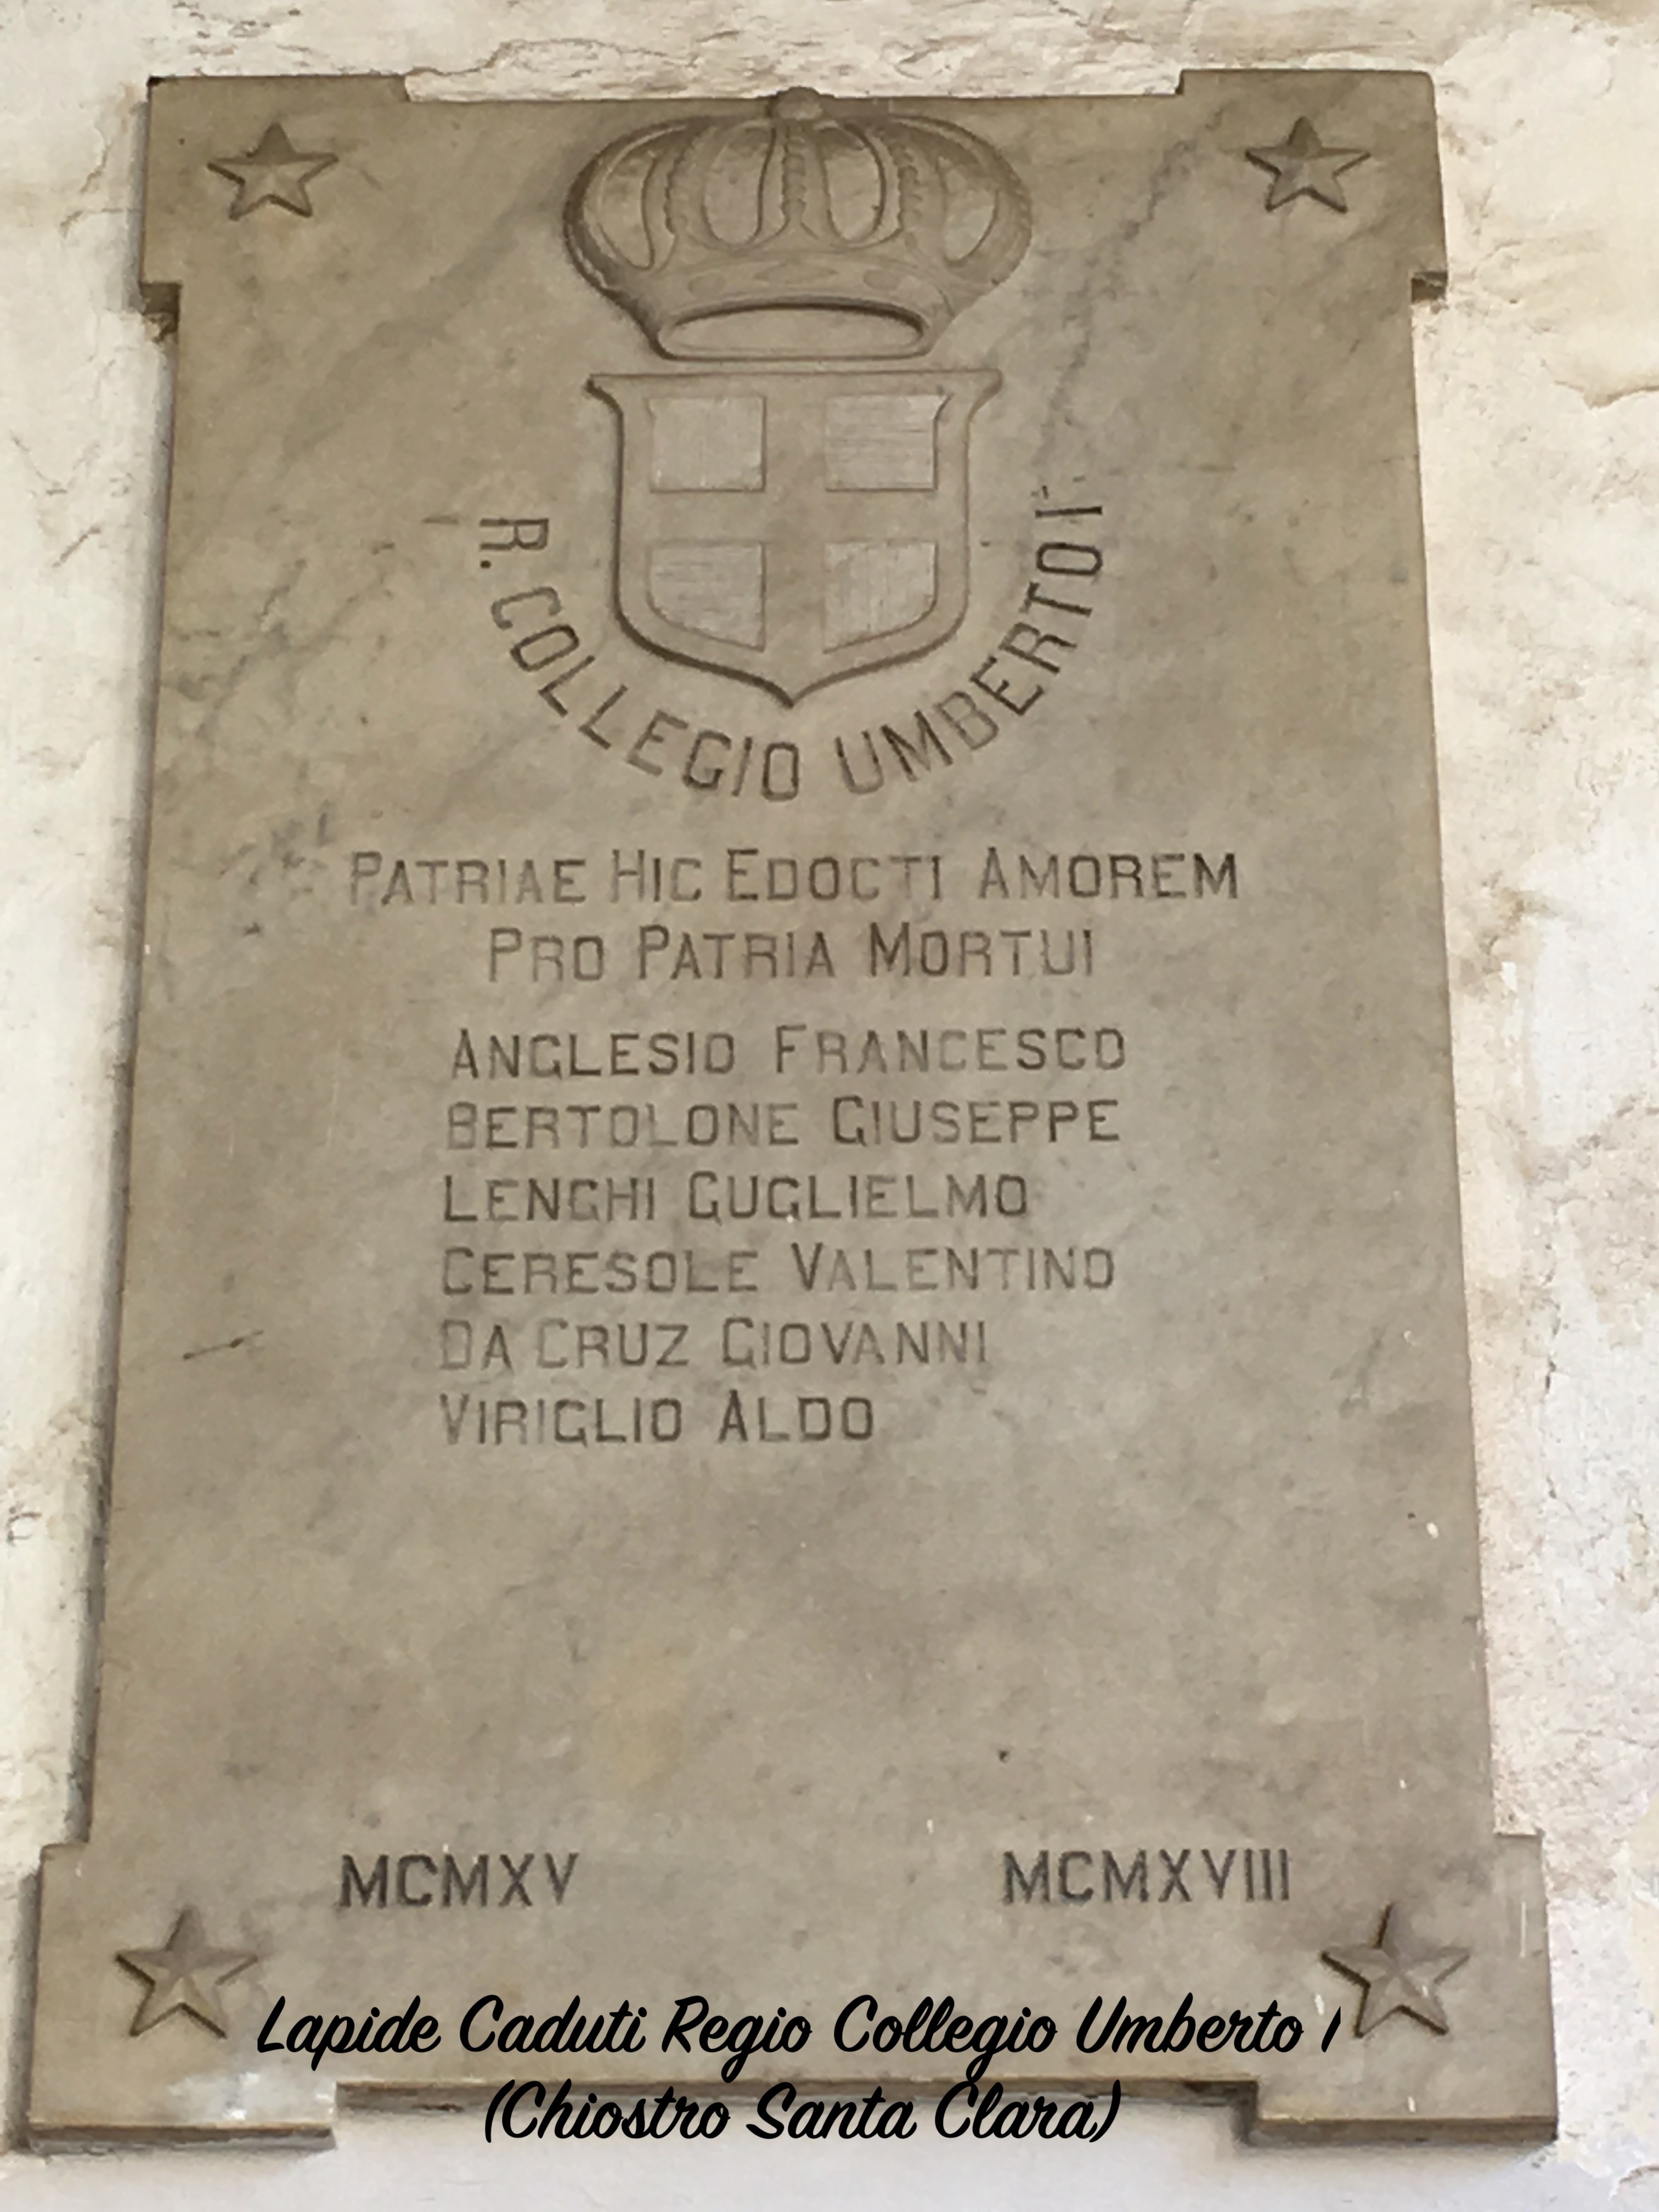 R. COLLEGIO UMBERTO I
PATRIAE HIC EDOCTI AMOREM
PRO PATRIA MORTUI
ANGLESIO FRANCESCO
BERTOLONE GIUSEPPE
LENGHI GUGLIELMO
CERESOLE VALENTINO
DA CRUZ GIOVANNI
VIRIGLIO ALDO
MCMXV MCMXVIII
Lapide Caduti Regio Collegio Umberto I
(Chiostro Santa Clara)